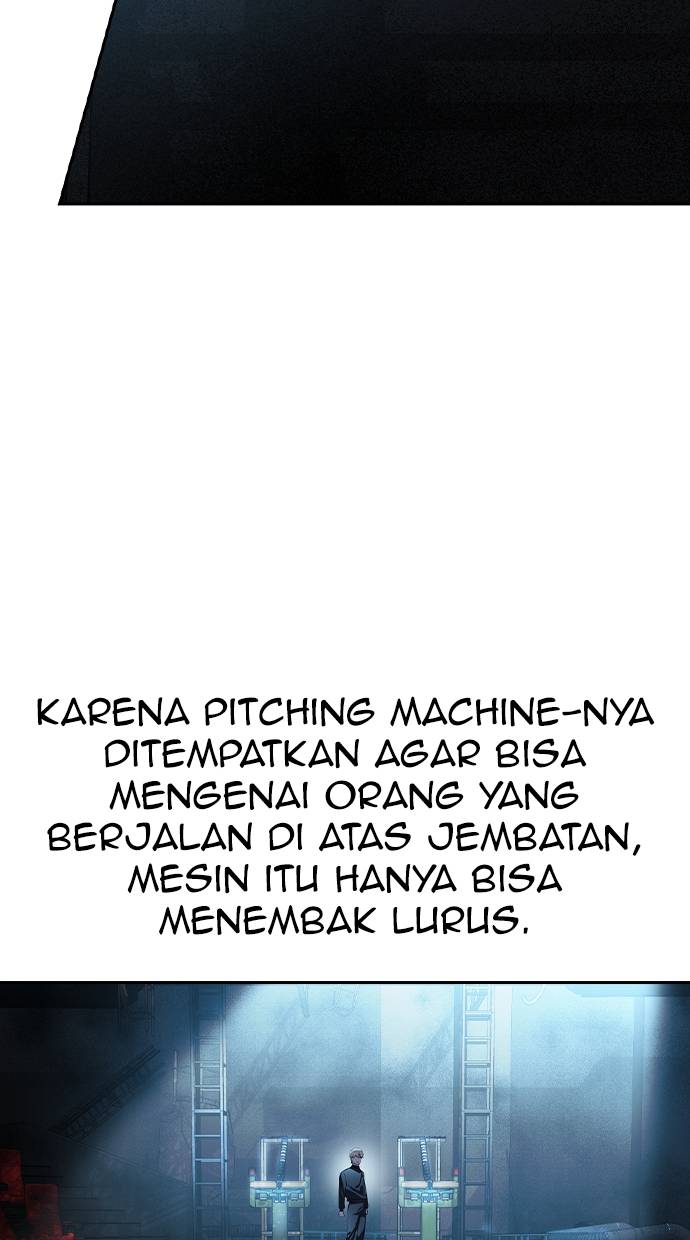 KARENA PITCHING MACHINE-NYA
DITEMPATKAN AGAR BISA
MENGENAI ORANG YANG
BERJALAN DI ATAS JEMBATAN,
MESIN ITU HANYA BISA
MENEMBAK LURUS.